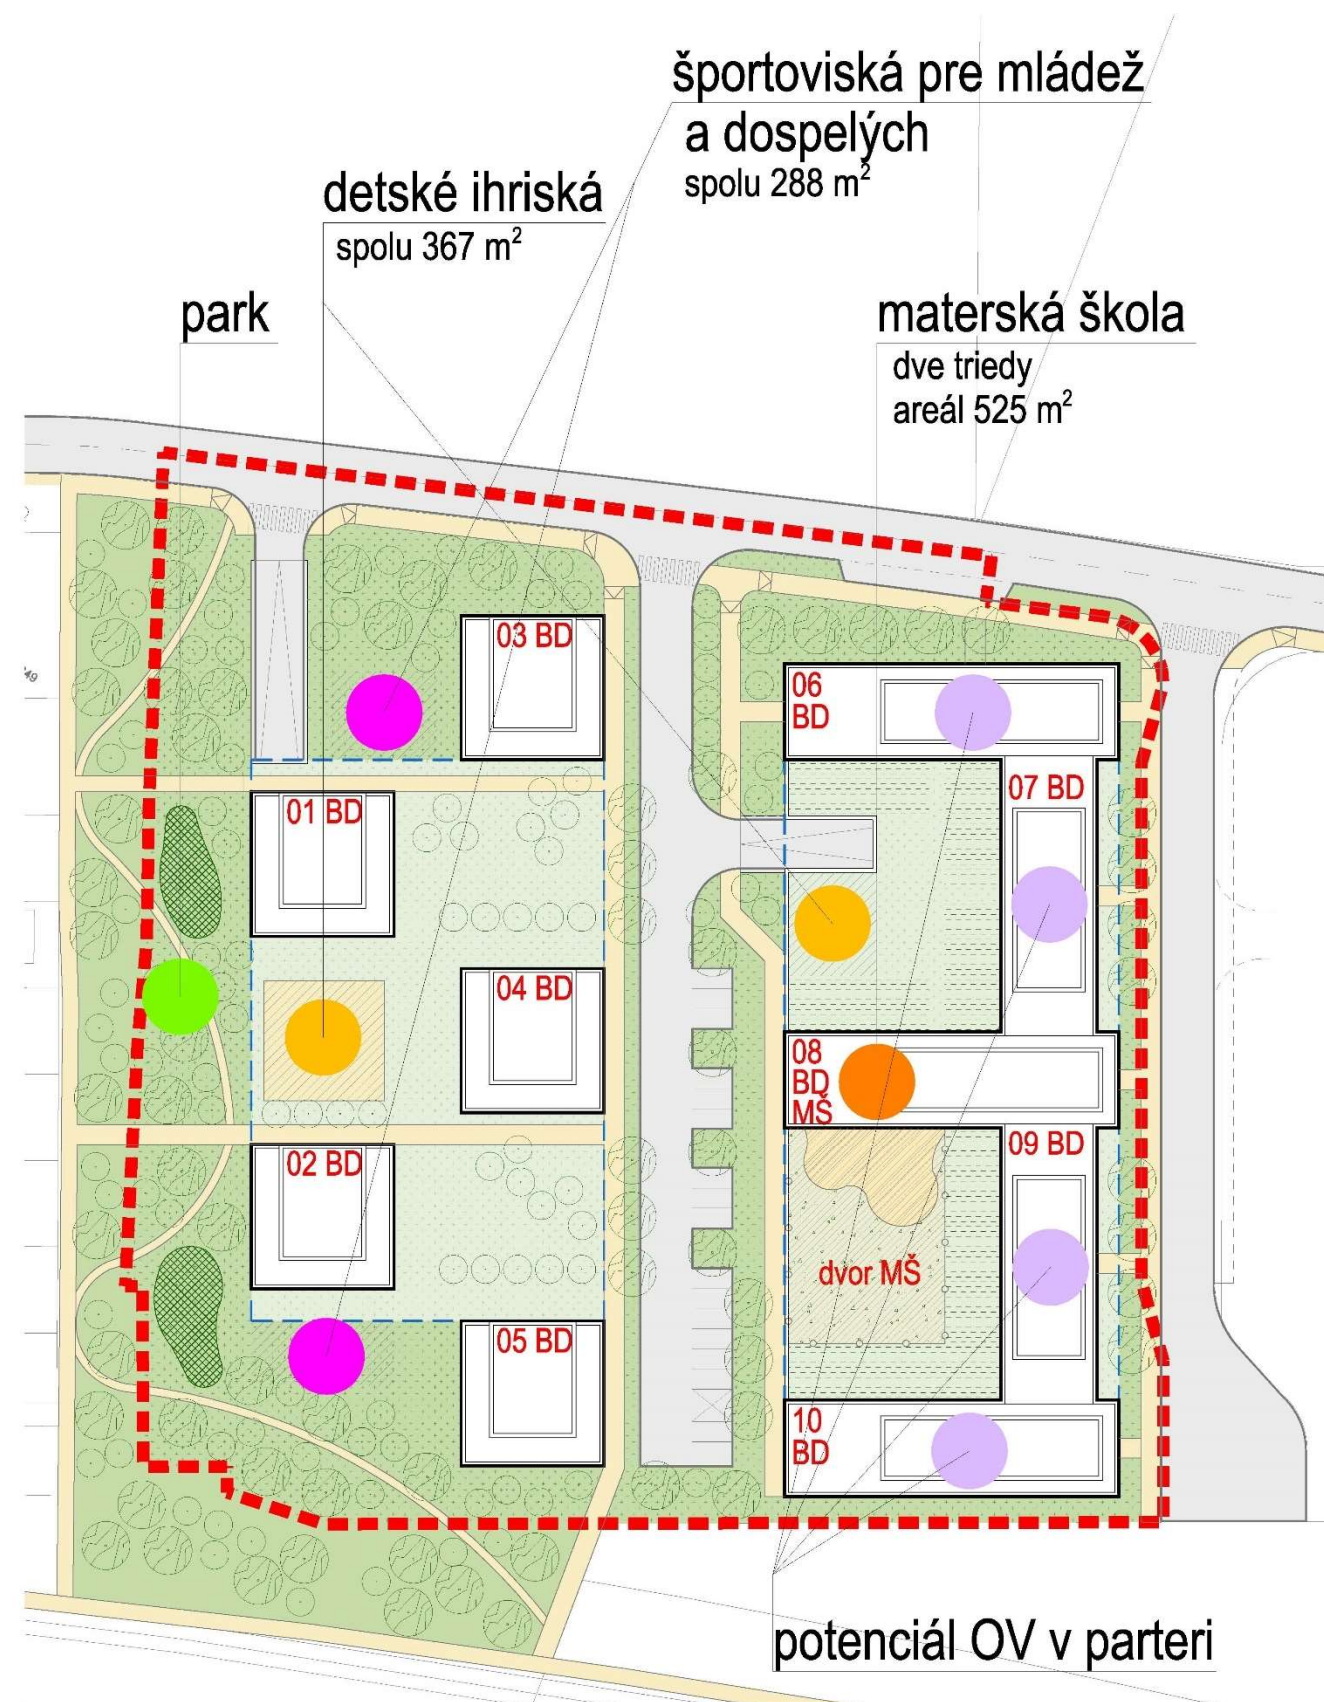 športoviská pre mládež
a dospelých
spolu 288 m²
detské ihriská
spolu 367 m²
park
materská škola
dve triedy
areál 525 m²
03 BD
06
BD
01 BD
07 BD
04 BD
08
BD
MŠ
02 BD
09 BD
dvor MŠ
05 BD
10
BD
potenciál OV v parteri